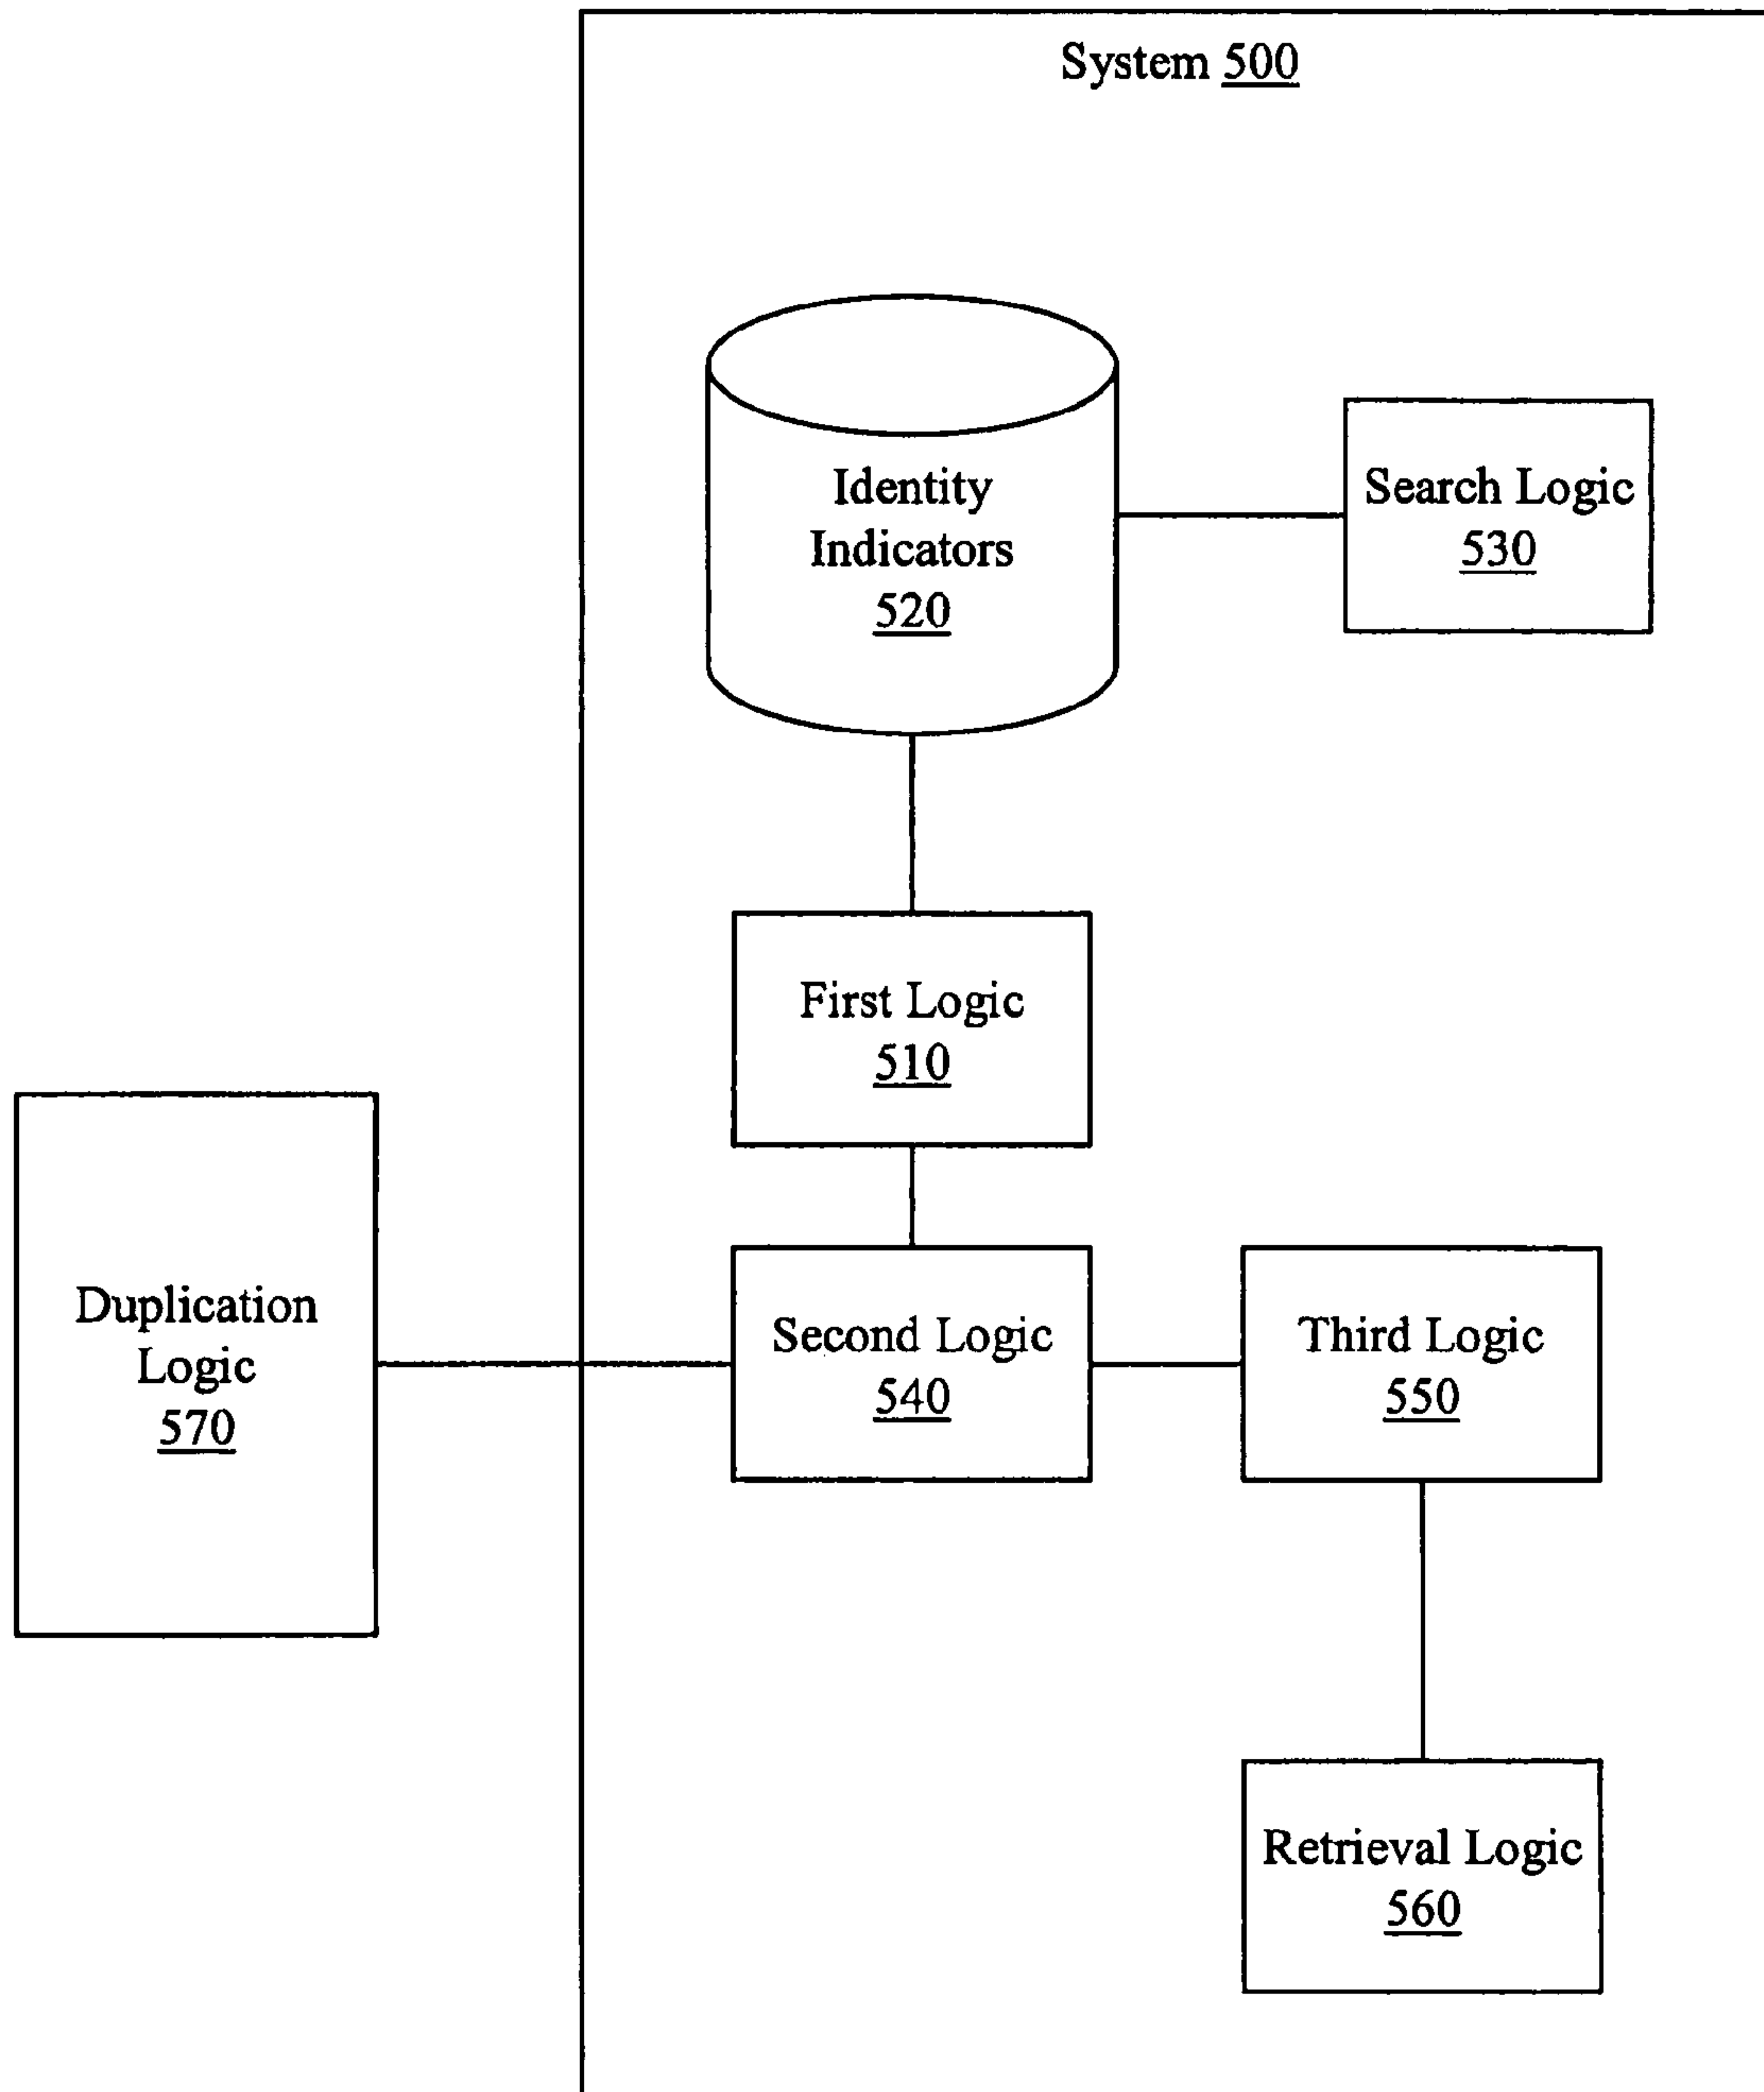 System 500
Identity
Indicators
520
Search Logic
530
First Logic
510
Duplication
Logic
570
Second Logic
540
Third Logic
550
Retrieval Logic
560